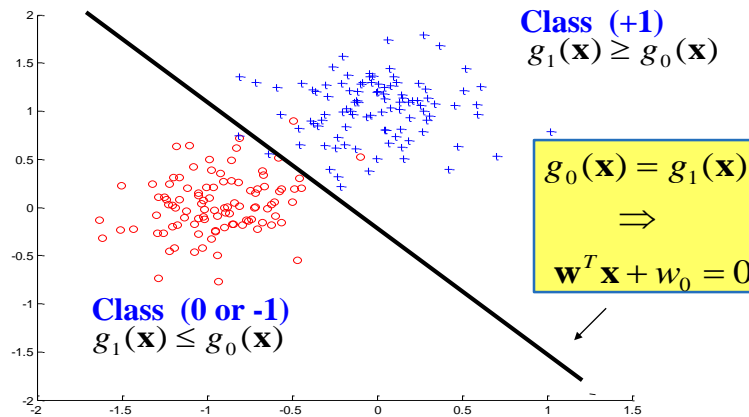 Class (+1)
g₁(𝐱) ≥ g₀(𝐱)
g₀(𝐱) = g₁(𝐱)
⇒
𝐰ᵀ𝐱 + w₀ = 0
Class (0 or -1)
g₁(𝐱) ≤ g₀(𝐱)
2
1.5
1
0.5
0
-0.5
-1
-1.5
-2
-2 -1.5 -1 -0.5 0 0.5 1 1.5